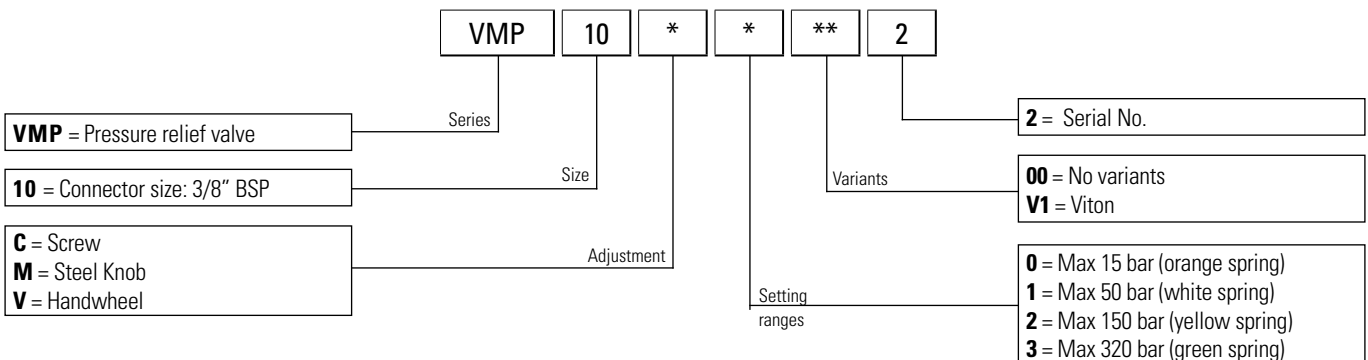 VMP 10 * * ** 2
Series
VMP = Pressure relief valve
2 = Serial No.
Size
10 = Connector size: 3/8” BSP
Variants
00 = No variants
V1 = Viton
C = Screw
M = Steel Knob
V = Handwheel
Adjustment
Setting
ranges
0 = Max 15 bar (orange spring)
1 = Max 50 bar (white spring)
2 = Max 150 bar (yellow spring)
3 = Max 320 bar (green spring)